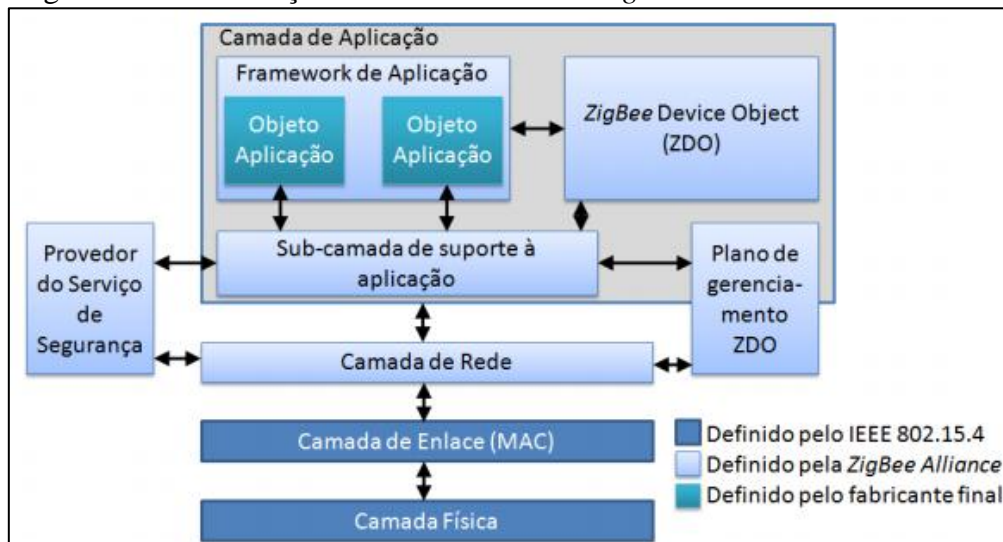 Camada de Aplicação
Framework de Aplicação
Objeto
Aplicação
Objeto
Aplicação
ZigBee Device Object
(ZDO)
Provedor
do Serviço
de
Segurança
Sub-camada de suporte à
aplicação
Plano de
gerencia-
mento
ZDO
Camada de Rede
Camada de Enlace (MAC)
Camada Física
Definido pelo IEEE 802.15.4
Definido pela ZigBee Alliance
Definido pelo fabricante final